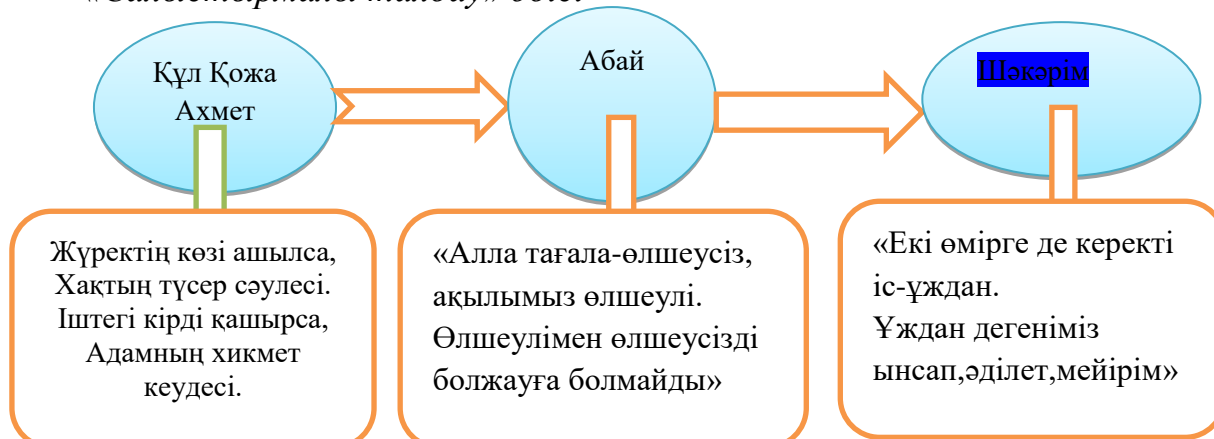 Құл Қожа
Ахмет
Абай
Шәкәрім
Жүректің көзі ашылса,
Хақтың түсер сәулесі.
Іштегі кірді қашырса,
Адамның хикмет
кеудесі.
«Алла тағала-өлшеусіз,
ақылымыз өлшеулі.
Өлшеулімен өлшеусізді
болжауға болмайды»
«Екі өмірге де керекті
іс-ұждан.
Ұждан дегеніміз
ынсап,әділет,мейірім»